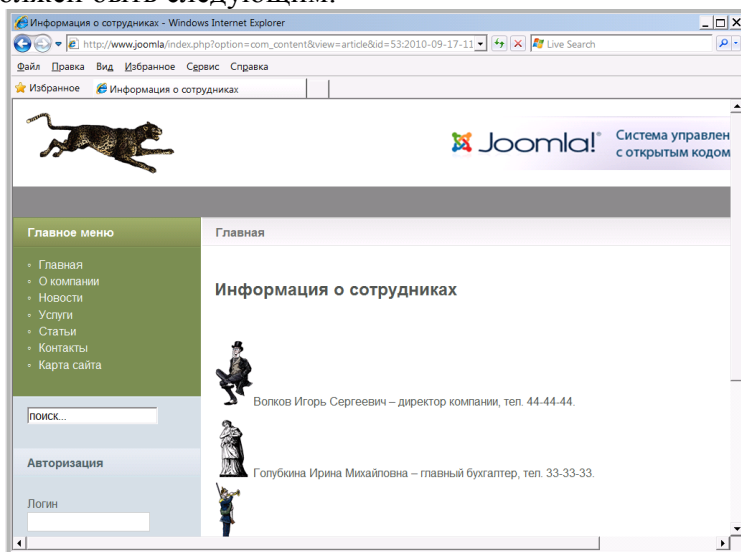 олжен быть следующим:
Информация о сотрудниках - Windows Internet Explorer
http://www.joomla/index.php?option=com_content&view=article&id=53:2010-09-17-11
Live Search
Файл Правка Вид Избранное Сервис Справка
Избранное Информация о сотрудниках
Joomla!®
Система управлен
с открытым кодом
Главное меню
Главная
Главная
О компании
Новости
Услуги
Статьи
Контакты
Карта сайта
Информация о сотрудниках
Волков Игорь Сергеевич – директор компании, тел. 44-44-44.
поиск...
Авторизация
Голубкина Ирина Михайловна – главный бухгалтер, тел. 33-33-33.
Логин